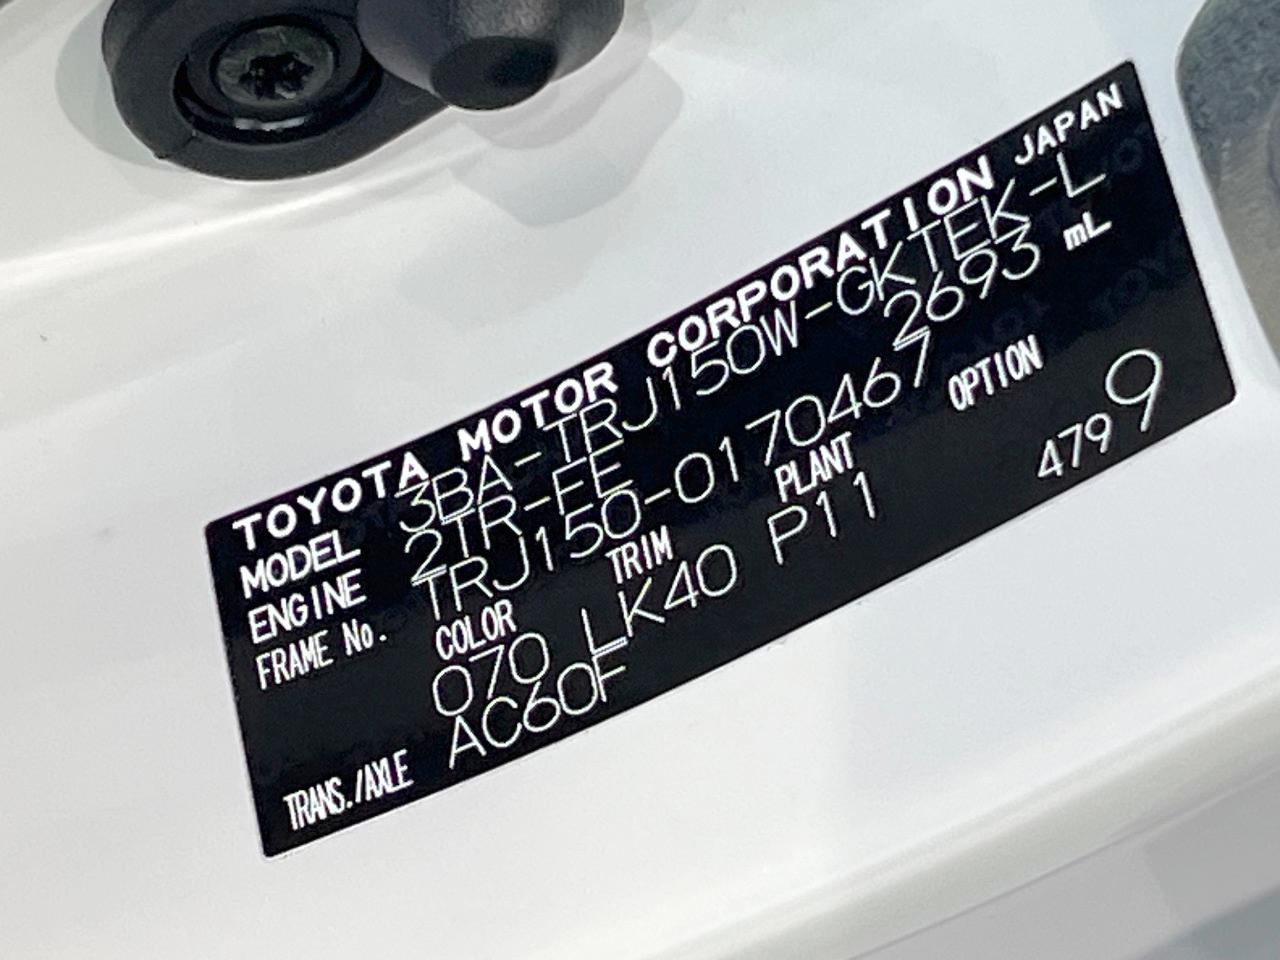 TOYOTA MOTOR CORPORATION JAPAN
MODEL 3BA-TRJ150W-GKTEK-L
ENGINE 2TR-FE 2693 mL
FRAME No. TRJ150-0170467
COLOR TRIM PLANT OPTION
070 LK40 P11 4799
TRANS./AXLE AC60F